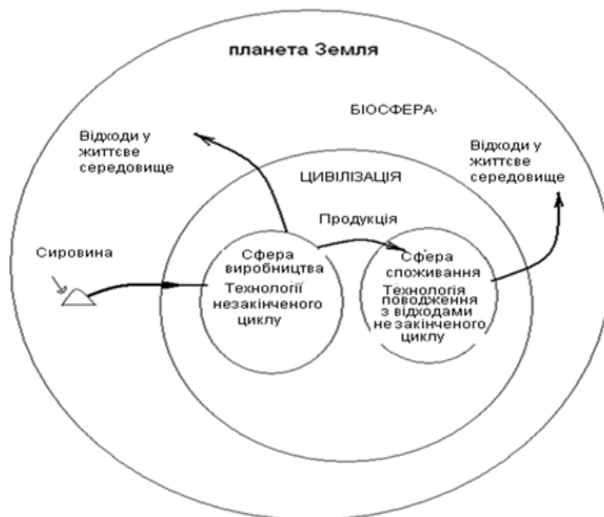 планета Земля
БІОСФЕРА
Відходи у
життєве
середовище
Відходи у
життєве
середовище
ЦИВІЛІЗАЦІЯ
Продукція
Сировина
Сфера
виробництва
Технології
незакінченого
циклу
Сфера
споживання
Технологія
поводження
з відходами
не закінченого
циклу